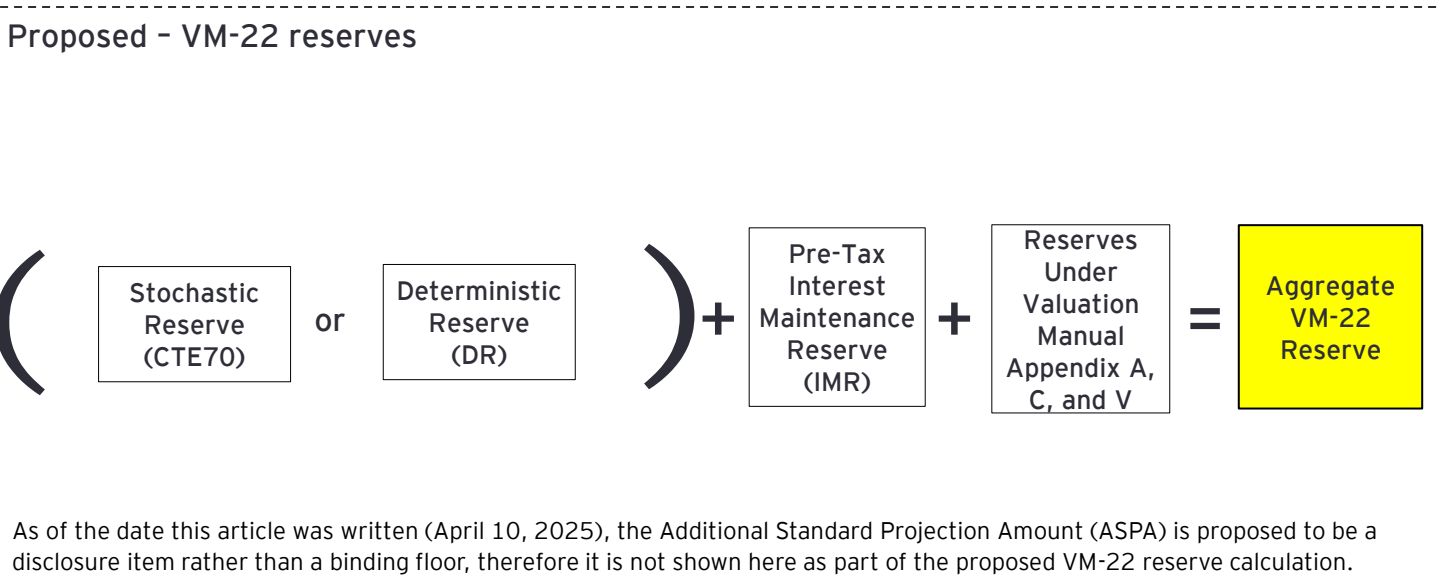 Proposed – VM-22 reserves
(
Stochastic
Reserve
(CTE70)
or
Deterministic
Reserve
(DR)
)
+
Pre-Tax
Interest
Maintenance
Reserve
(IMR)
+
Reserves
Under
Valuation
Manual
Appendix A,
C, and V
=
Aggregate
VM-22
Reserve
As of the date this article was written (April 10, 2025), the Additional Standard Projection Amount (ASPA) is proposed to be a
disclosure item rather than a binding floor, therefore it is not shown here as part of the proposed VM-22 reserve calculation.